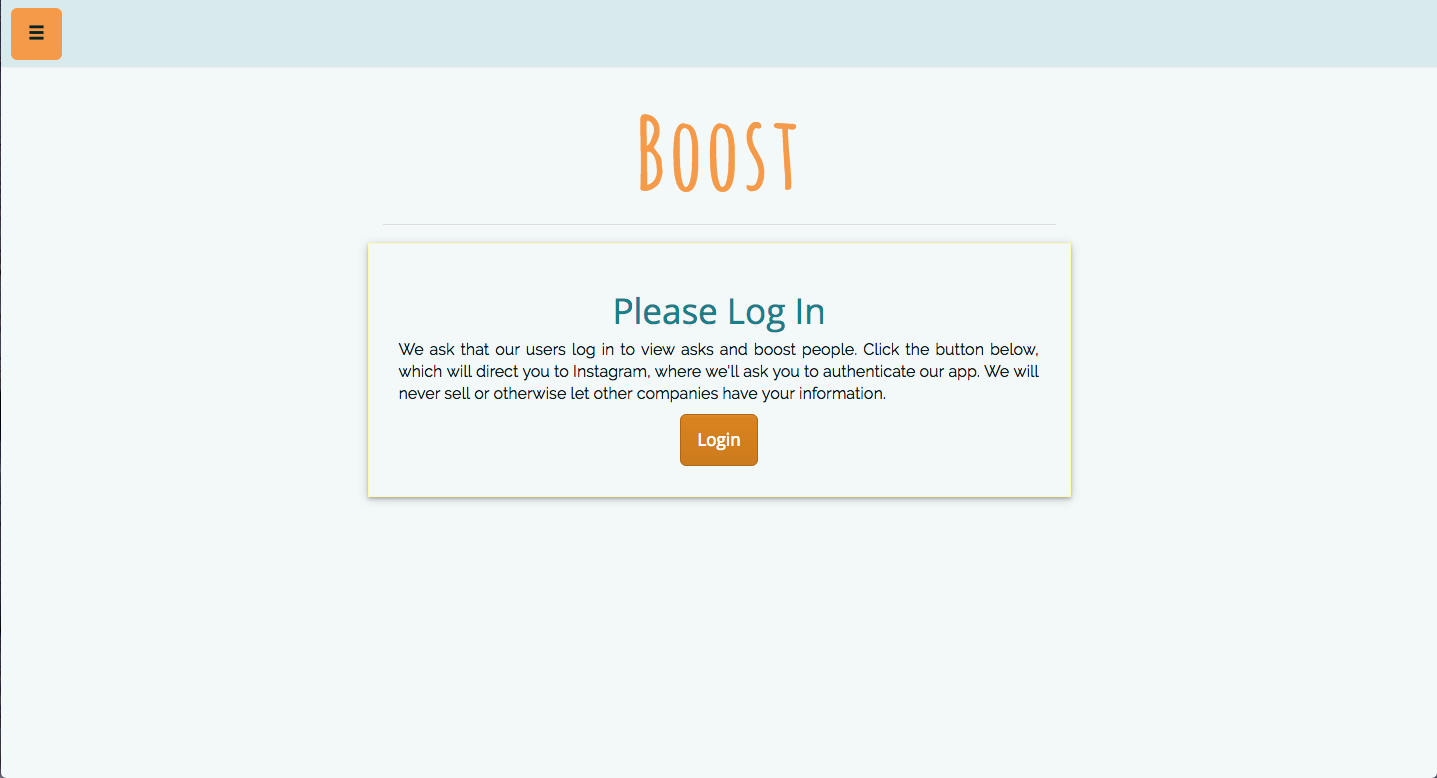 Boost
Please Log In
We ask that our users log in to view asks and boost people. Click the button below,
which will direct you to Instagram, where we'll ask you to authenticate our app. We will
never sell or otherwise let other companies have your information.
Login